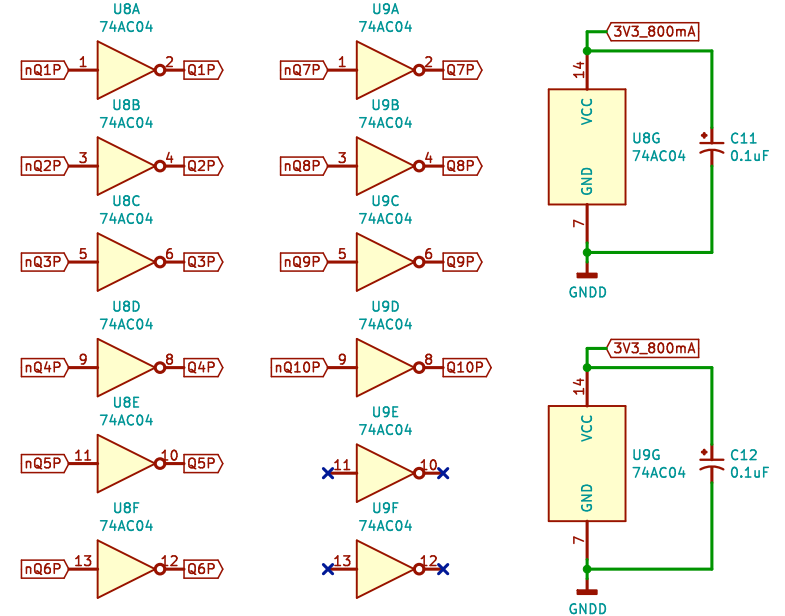 U8A
74AC04
nQ1P 1 2 Q1P
U8B
74AC04
nQ2P 3 4 Q2P
U8C
74AC04
nQ3P 5 6 Q3P
U8D
74AC04
nQ4P 9 8 Q4P
U8E
74AC04
nQ5P 11 10 Q5P
U8F
74AC04
nQ6P 13 12 Q6P
U9A
74AC04
nQ7P 1 2 Q7P
U9B
74AC04
nQ8P 3 4 Q8P
U9C
74AC04
nQ9P 5 6 Q9P
U9D
74AC04
nQ10P 9 8 Q10P
U9E
74AC04
11 10
U9F
74AC04
13 12
3V3_800mA
14
VCC
U8G
74AC04
C11
0.1uF
GND
7
GNDD
3V3_800mA
14
VCC
U9G
74AC04
C12
0.1uF
GND
7
GNDD